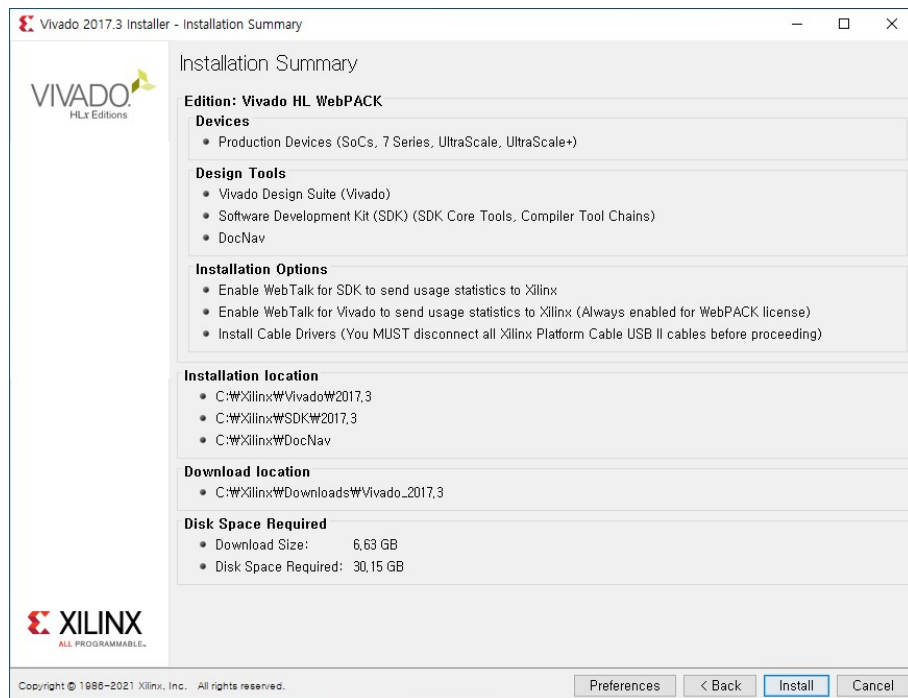 Vivado 2017.3 Installer - Installation Summary
VIVADO.
HLx Editions
Installation Summary
Edition: Vivado HL WebPACK
Devices
Production Devices (SoCs, 7 Series, UltraScale, UltraScale+)
Design Tools
Vivado Design Suite (Vivado)
Software Development Kit (SDK) (SDK Core Tools, Compiler Tool Chains)
DocNav
Installation Options
Enable WebTalk for SDK to send usage statistics to Xilinx
Enable WebTalk for Vivado to send usage statistics to Xilinx (Always enabled for WebPACK license)
Install Cable Drivers (You MUST disconnect all Xilinx Platform Cable USB II cables before proceeding)
Installation location
C:₩Xilinx₩Vivado₩2017.3
C:₩Xilinx₩SDK₩2017.3
C:₩Xilinx₩DocNav
Download location
C:₩Xilinx₩Downloads₩Vivado_2017.3
Disk Space Required
Download Size: 6.63 GB
Disk Space Required: 30.15 GB
XILINX
ALL PROGRAMMABLE.
Copyright © 1986-2021 Xilinx, Inc. All rights reserved.
Preferences < Back Install Cancel